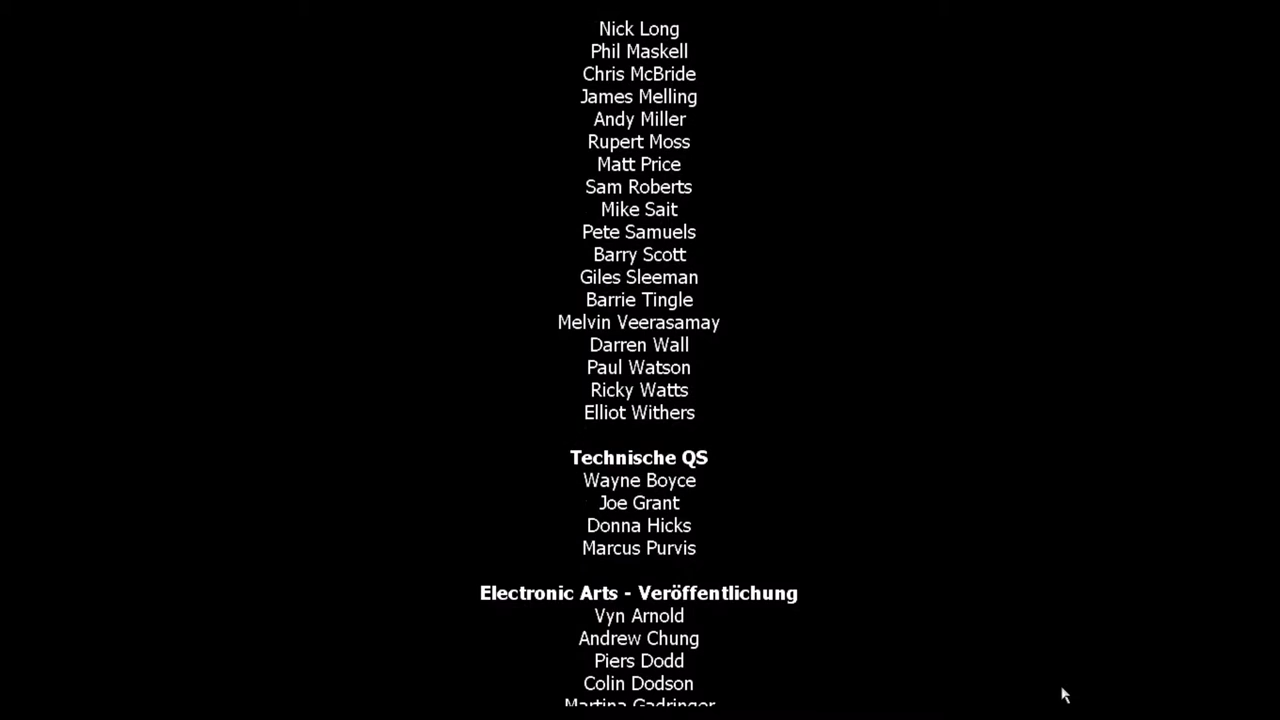 Nick Long
Phil Maskell
Chris McBride
James Melling
Andy Miller
Rupert Moss
Matt Price
Sam Roberts
Mike Sait
Pete Samuels
Barry Scott
Giles Sleeman
Barrie Tingle
Melvin Veerasamay
Darren Wall
Paul Watson
Ricky Watts
Elliot Withers
Technische QS
Wayne Boyce
Joe Grant
Donna Hicks
Marcus Purvis
Electronic Arts - Veröffentlichung
Vyn Arnold
Andrew Chung
Piers Dodd
Colin Dodson
Martina Gadringer